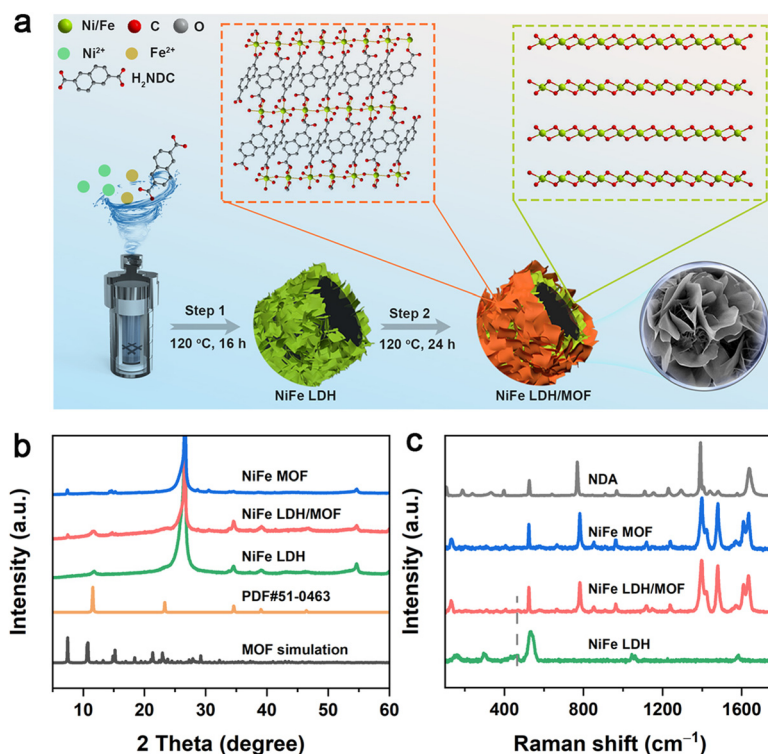 a
Ni/Fe C O
Ni²⁺ Fe²⁺
H₂NDC
Step 1
120 °C, 16 h
NiFe LDH
Step 2
120 °C, 24 h
NiFe LDH/MOF
b
Intensity (a.u.)
NiFe MOF
NiFe LDH/MOF
NiFe LDH
PDF#51-0463
MOF simulation
10 20 30 40 50 60
2 Theta (degree)
c
Intensity (a.u.)
NDA
NiFe MOF
NiFe LDH/MOF
NiFe LDH
400 800 1200 1600
Raman shift (cm⁻¹)